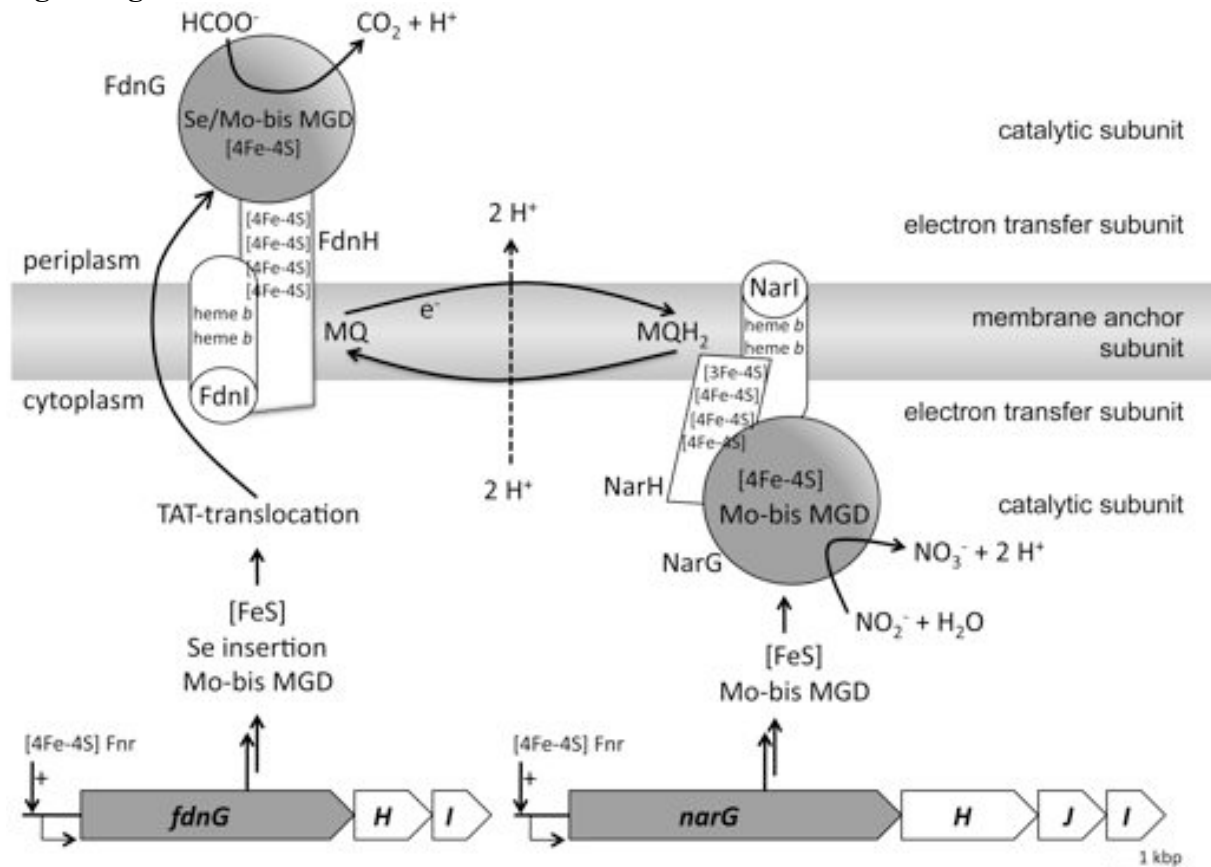 HCOO⁻
CO₂ + H⁺
FdnG
Se/Mo-bis MGD
[4Fe-4S]
catalytic subunit
[4Fe-4S]
[4Fe-4S]
[4Fe-4S]
[4Fe-4S]
FdnH
2 H⁺
electron transfer subunit
periplasm
heme b
heme b
FdnI
MQ
e⁻
MQH₂
NarI
heme b
heme b
membrane anchor
subunit
cytoplasm
[3Fe-4S]
[4Fe-4S]
[4Fe-4S]
[4Fe-4S]
electron transfer subunit
2 H⁺
NarH
[4Fe-4S]
Mo-bis MGD
catalytic subunit
TAT-translocation
NarG
NO₃⁻ + 2 H⁺
NO₂⁻ + H₂O
[FeS]
Se insertion
Mo-bis MGD
[FeS]
Mo-bis MGD
[4Fe-4S] Fnr
+
fdnG
H
I
[4Fe-4S] Fnr
+
narG
H
J
I
1 kbp